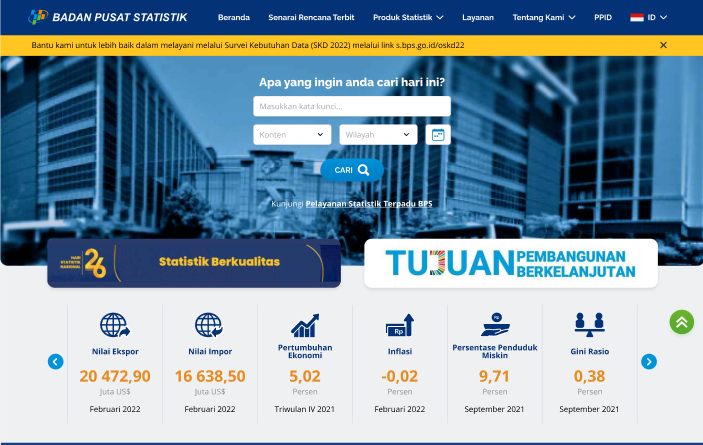 BADAN PUSAT STATISTIK
Beranda
Senarai Rencana Terbit
Produk Statistik
Layanan
Tentang Kami
PPID
ID
Bantu kami untuk lebih baik dalam melayani melalui Survei Kebutuhan Data (SKD 2022) melalui link s.bps.go.id/oskd22
Apa yang ingin anda cari hari ini?
Masukkan kata kunci...
Konten
Wilayah
CARI
Kunjungi Pelayanan Statistik Terpadu BPS
HARI
STATISTIK
NASIONAL
26
Statistik Berkualitas
TUJUAN PEMBANGUNAN
BERKELANJUTAN
Nilai Ekspor
20 472,90
Juta US$
Februari 2022
Nilai Impor
16 638,50
Juta US$
Februari 2022
Pertumbuhan
Ekonomi
5,02
Persen
Triwulan IV 2021
Rp
Inflasi
-0,02
Persen
Februari 2022
Rp
Persentase Penduduk
Miskin
9,71
Persen
September 2021
Gini Rasio
0,38
Persen
September 2021